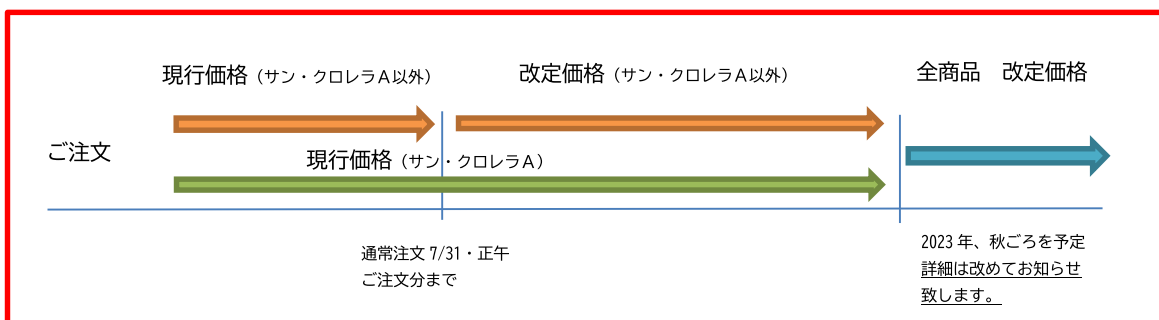 現行価格（サン・クロレラＡ以外）
改定価格（サン・クロレラＡ以外）
全商品　改定価格
ご注文
現行価格（サン・クロレラＡ）
通常注文 7/31・正午
ご注文分まで
2023 年、秋ごろを予定
詳細は改めてお知らせ
致します。